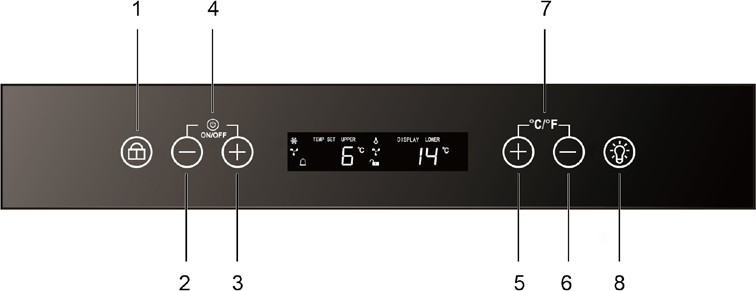 1 4 7
°C/°F
ON/OFF
TEMP SET UPPER DISPLAY LOWER
6 °C 14 °C
2 3 5 6 8